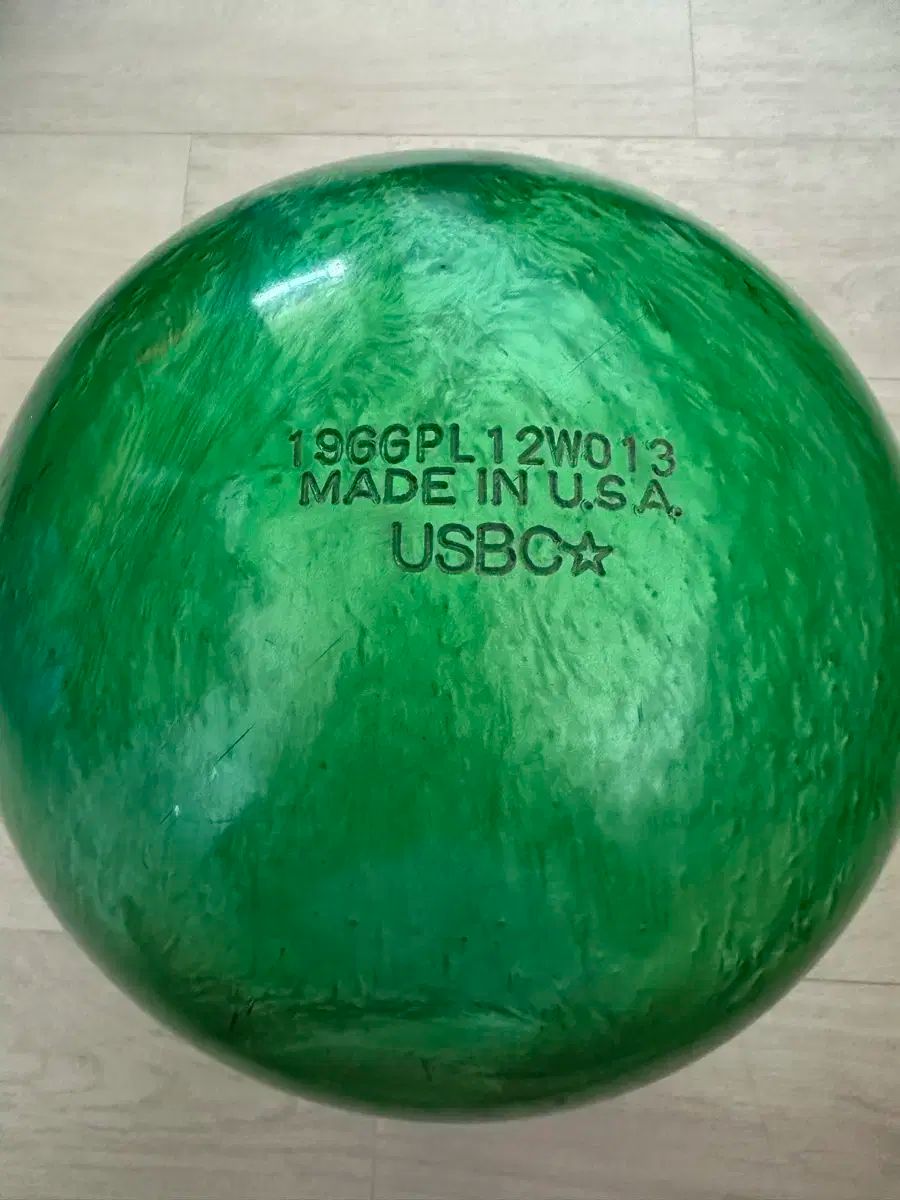 19GGPL12W013
MADE IN U.S.A.
USBC☆